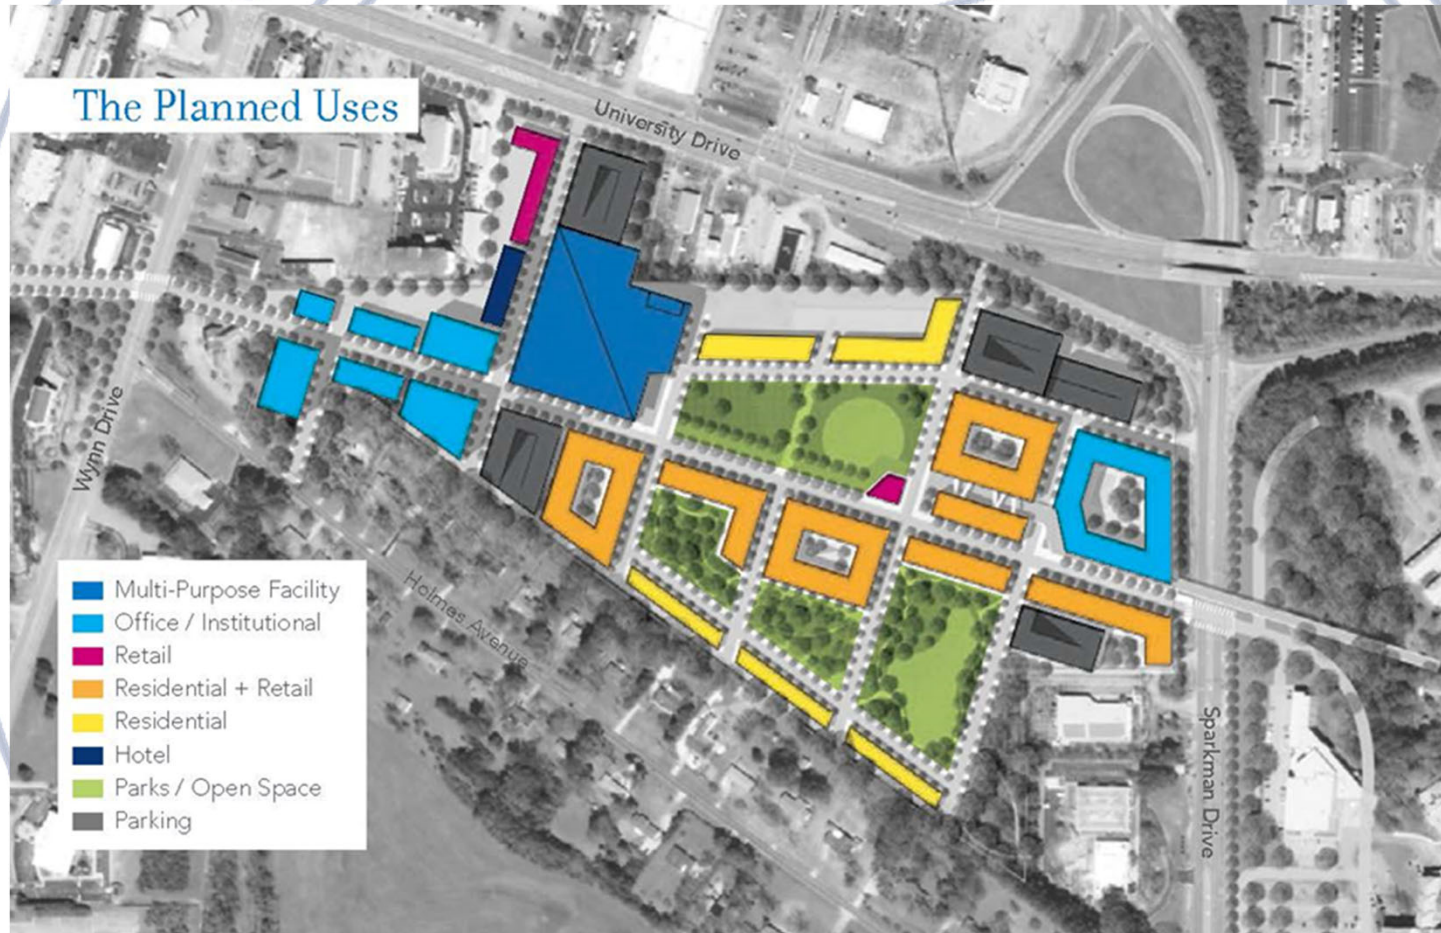 The Planned Uses
University Drive
Wynn Drive
Holmes Avenue
Sparkman Drive
Multi-Purpose Facility
Office / Institutional
Retail
Residential + Retail
Residential
Hotel
Parks / Open Space
Parking